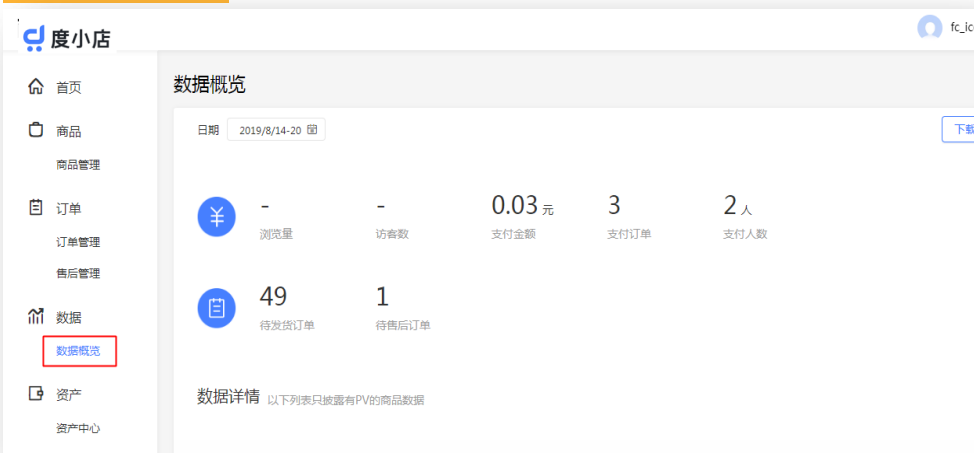 度小店
fc_ic
首页
商品
商品管理
订单
订单管理
售后管理
数据
数据概览
资产
资产中心
数据概览
日期 2019/8/14-20
下载
- - 0.03 元 3 2 人
浏览量 访客数 支付金额 支付订单 支付人数
49 1
待发货订单 待售后订单
数据详情 以下列表只披露有PV的商品数据